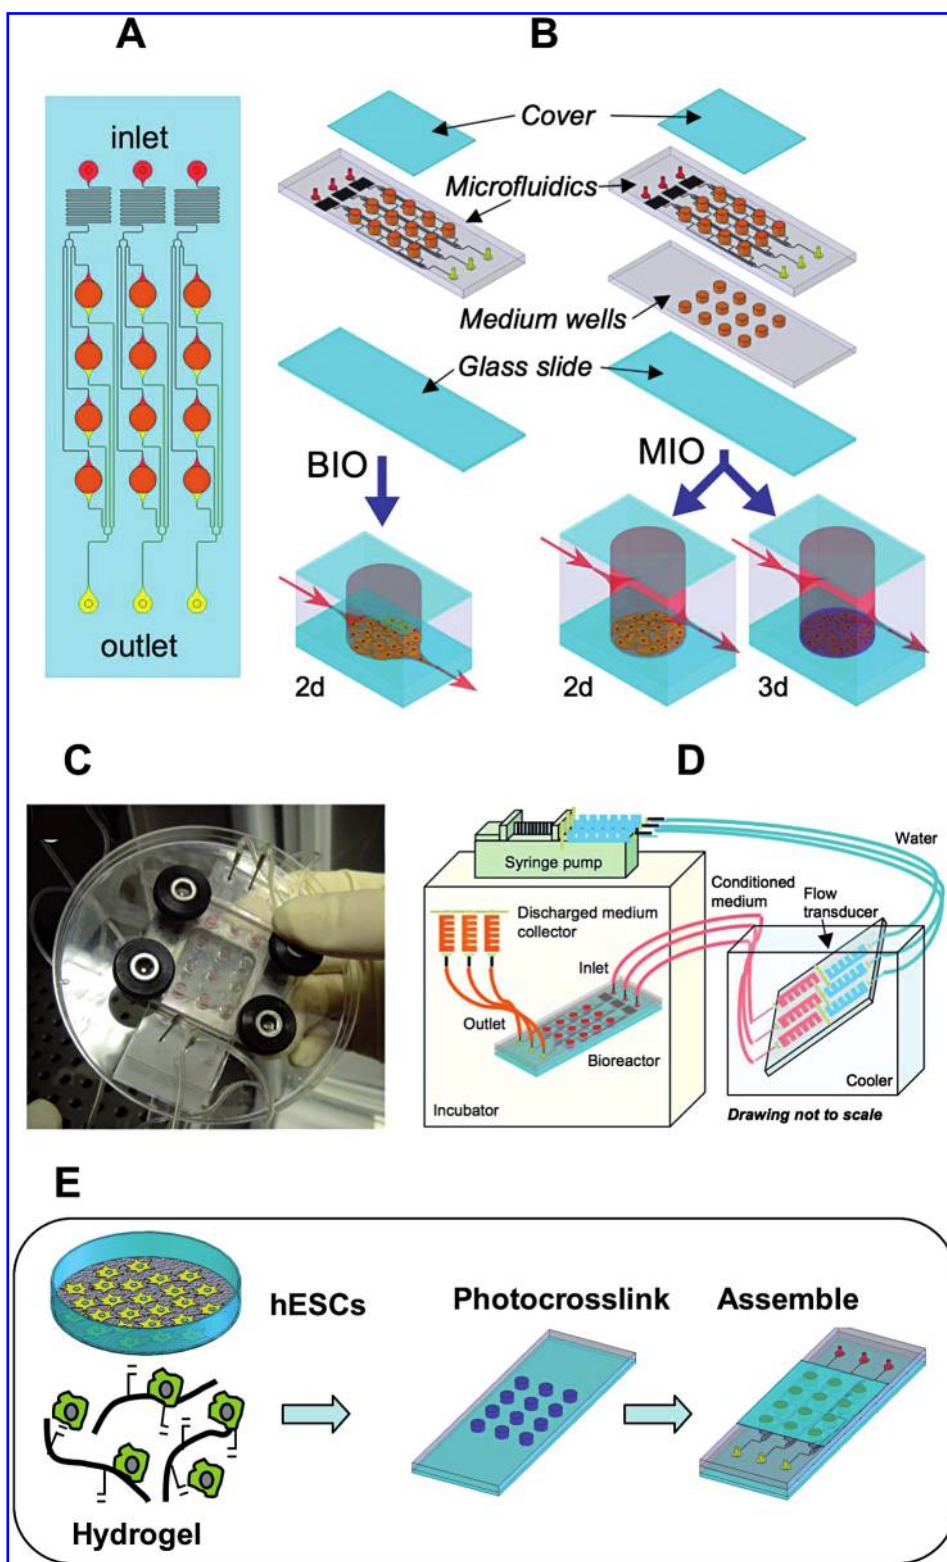 A
B
inlet
outlet
Cover
Microfluidics
Medium wells
Glass slide
BIO
MIO
2d
2d
3d
C
D
Syringe pump
Water
Conditioned
medium
Flow
transducer
Discharged medium
collector
Inlet
Outlet
Bioreactor
Incubator
Cooler
Drawing not to scale
E
hESCs
Photocrosslink
Assemble
Hydrogel